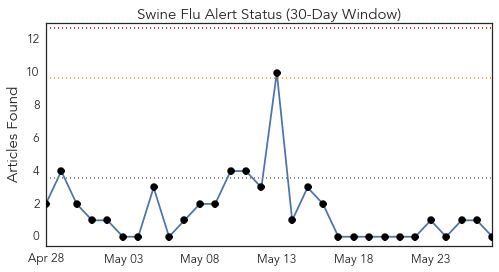 Swine Flu Alert Status (30-Day Window)
Articles Found
12
10
8
6
4
2
0
Apr 28
May 03
May 08
May 13
May 18
May 23